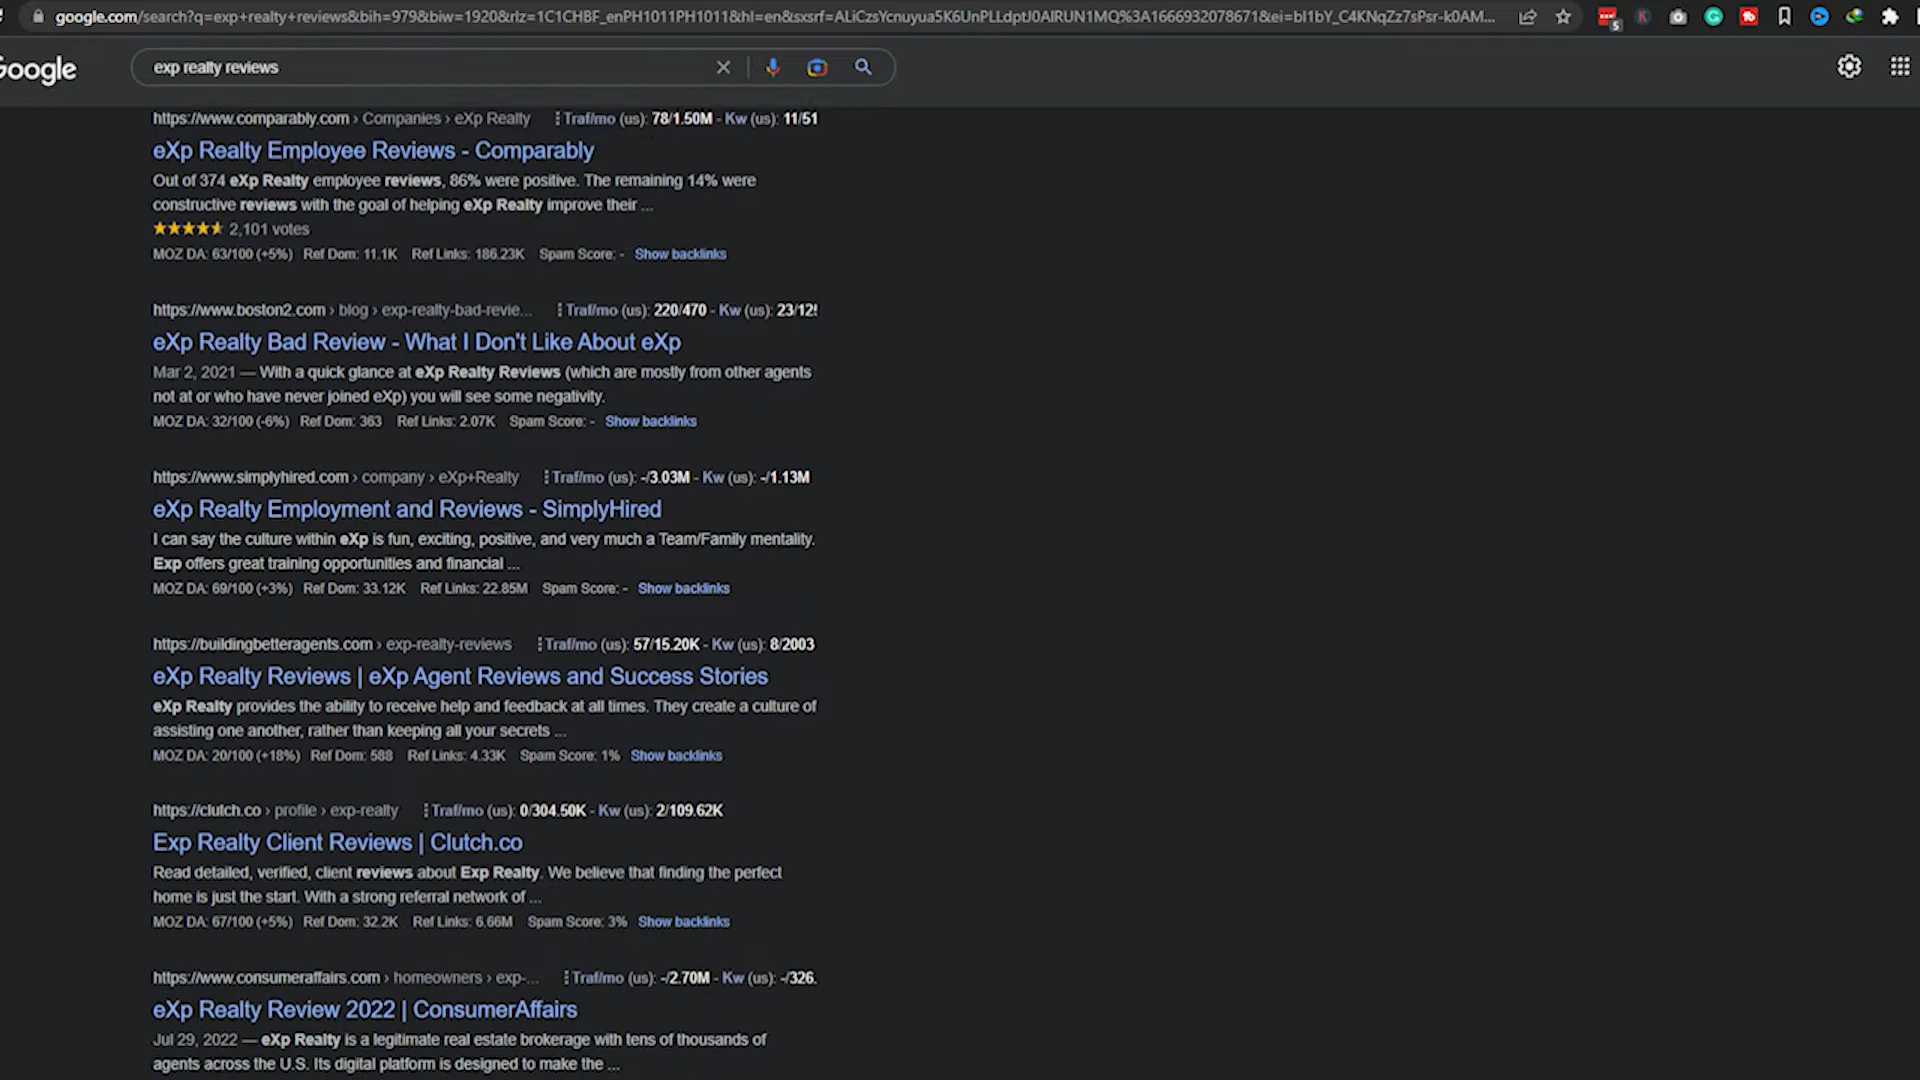 google.com/search?q=exp+realty+reviews&bih=979&biw=1920&rlz=1C1CHBF_enPH1011PH1011&hl=en&sxsrf=ALiCzsYcnuyua5K6UnPLLdptJ0AlRUN1MQ%3A1666932078671&ei=bl1bY_C4KNqZz7sPsr-k0AM...
Google
exp realty reviews
https://www.comparably.com › Companies › eXp Realty Traf/mo (us): 78/1.50M - Kw (us): 11/51
eXp Realty Employee Reviews - Comparably
Out of 374 eXp Realty employee reviews, 86% were positive. The remaining 14% were
constructive reviews with the goal of helping eXp Realty improve their ...
2,101 votes
MOZ DA: 63/100 (+5%) Ref Dom: 11.1K Ref Links: 186.23K Spam Score: - Show backlinks
https://www.boston2.com › blog › exp-realty-bad-revie... Traf/mo (us): 220/470 - Kw (us): 23/12
eXp Realty Bad Review - What I Don't Like About eXp
Mar 2, 2021 — With a quick glance at eXp Realty Reviews (which are mostly from other agents
not at or who have never joined eXp) you will see some negativity.
MOZ DA: 32/100 (-6%) Ref Dom: 363 Ref Links: 2.07K Spam Score: - Show backlinks
https://www.simplyhired.com › company › eXp+Realty Traf/mo (us): -/3.03M - Kw (us): -/1.13M
eXp Realty Employment and Reviews - SimplyHired
I can say the culture within eXp is fun, exciting, positive, and very much a Team/Family mentality.
Exp offers great training opportunities and financial ...
MOZ DA: 69/100 (+3%) Ref Dom: 33.12K Ref Links: 22.85M Spam Score: - Show backlinks
https://buildingbetteragents.com › exp-realty-reviews Traf/mo (us): 57/15.20K - Kw (us): 8/2003
eXp Realty Reviews | eXp Agent Reviews and Success Stories
eXp Realty provides the ability to receive help and feedback at all times. They create a culture of
assisting one another, rather than keeping all your secrets ...
MOZ DA: 20/100 (+18%) Ref Dom: 588 Ref Links: 4.33K Spam Score: 1% Show backlinks
https://clutch.co › profile › exp-realty Traf/mo (us): 0/304.50K - Kw (us): 2/109.62K
Exp Realty Client Reviews | Clutch.co
Read detailed, verified, client reviews about Exp Realty. We believe that finding the perfect
home is just the start. With a strong referral network of ...
MOZ DA: 67/100 (+5%) Ref Dom: 32.2K Ref Links: 6.66M Spam Score: 3% Show backlinks
https://www.consumeraffairs.com › homeowners › exp-... Traf/mo (us): -/2.70M - Kw (us): -/326.
eXp Realty Review 2022 | ConsumerAffairs
Jul 29, 2022 — eXp Realty is a legitimate real estate brokerage with tens of thousands of
agents across the U.S. Its digital platform is designed to make the ...